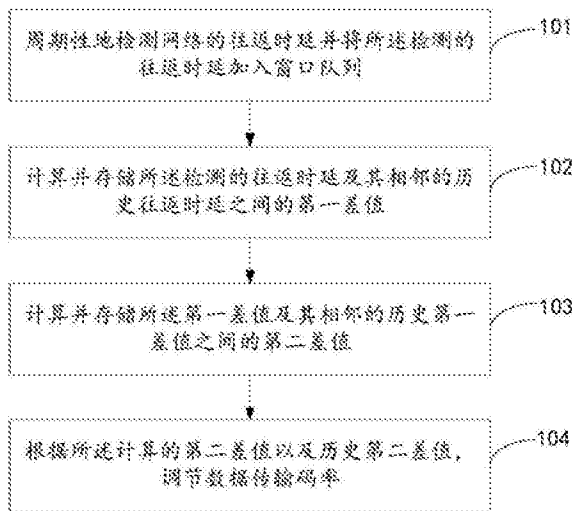 周期性地检测网络的往返时延并将所述检测的
往返时延加入窗口队列
101
计算并存储所述检测的往返时延及其相邻的历
史往返时延之间的第一差值
102
计算并存储所述第一差值及其相邻的历史第一
差值之间的第二差值
103
根据所述计算的第二差值以及历史第二差值，
调节数据传输码率
104